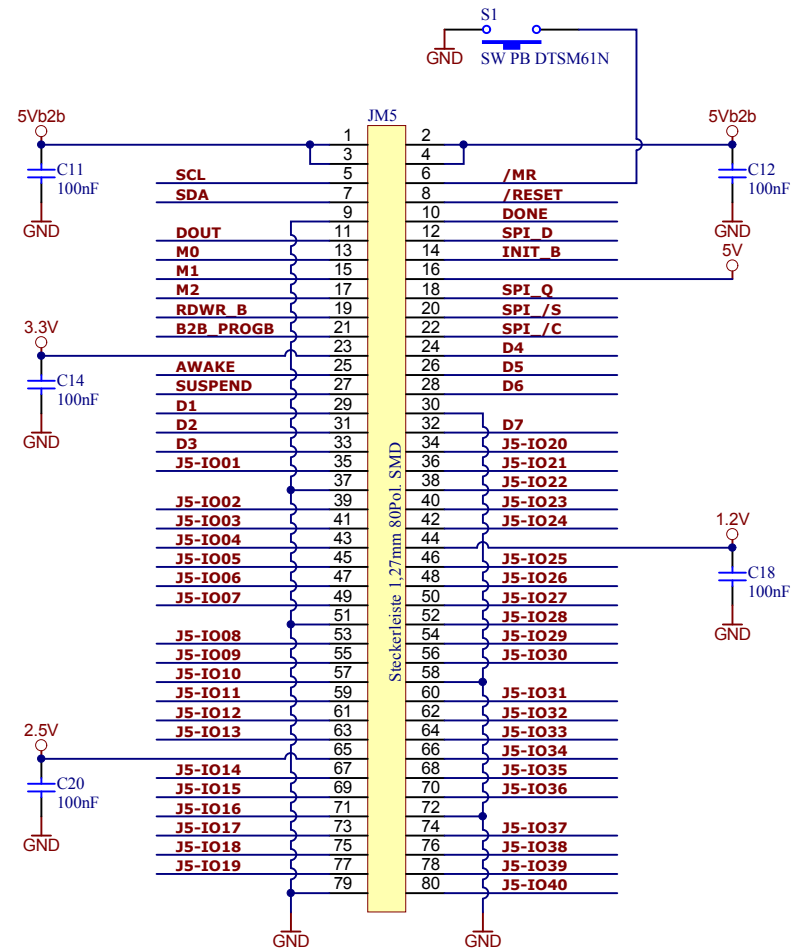 S1
GND
SW PB DTSM61N
5Vb2b
JM5
5Vb2b
1 2
3 4
C11
100nF
C12
100nF
SCL 5 6 /MR
SDA 7 8 /RESET
9 10 DONE
GND
GND
DOUT 11 12 SPI_D
M0 13 14 INIT_B
5V
M1 15 16
M2 17 18 SPI_Q
RDWR_B 19 20 SPI_/S
B2B_PROGB 21 22 SPI_/C
3.3V
23 24 D4
AWAKE 25 26 D5
C14
100nF
SUSPEND 27 28 D6
D1 29 30
D2 31 32 D7
GND
D3 33 34 J5-IO20
J5-IO01 35 36 J5-IO21
37 38 J5-IO22
J5-IO02 39 40 J5-IO23
J5-IO03 41 42 J5-IO24
1.2V
J5-IO04 43 44
J5-IO05 45 46 J5-IO25
J5-IO06 47 48 J5-IO26
C18
100nF
J5-IO07 49 50 J5-IO27
51 52 J5-IO28
GND
J5-IO08 53 54 J5-IO29
J5-IO09 55 56 J5-IO30
J5-IO10 57 58
J5-IO11 59 60 J5-IO31
J5-IO12 61 62 J5-IO32
J5-IO13 63 64 J5-IO33
2.5V
65 66 J5-IO34
J5-IO14 67 68 J5-IO35
C20
100nF
J5-IO15 69 70 J5-IO36
J5-IO16 71 72
J5-IO17 73 74 J5-IO37
GND
J5-IO18 75 76 J5-IO38
J5-IO19 77 78 J5-IO39
79 80 J5-IO40
Steckerleiste 1,27mm 80Pol. SMD
GND
GND